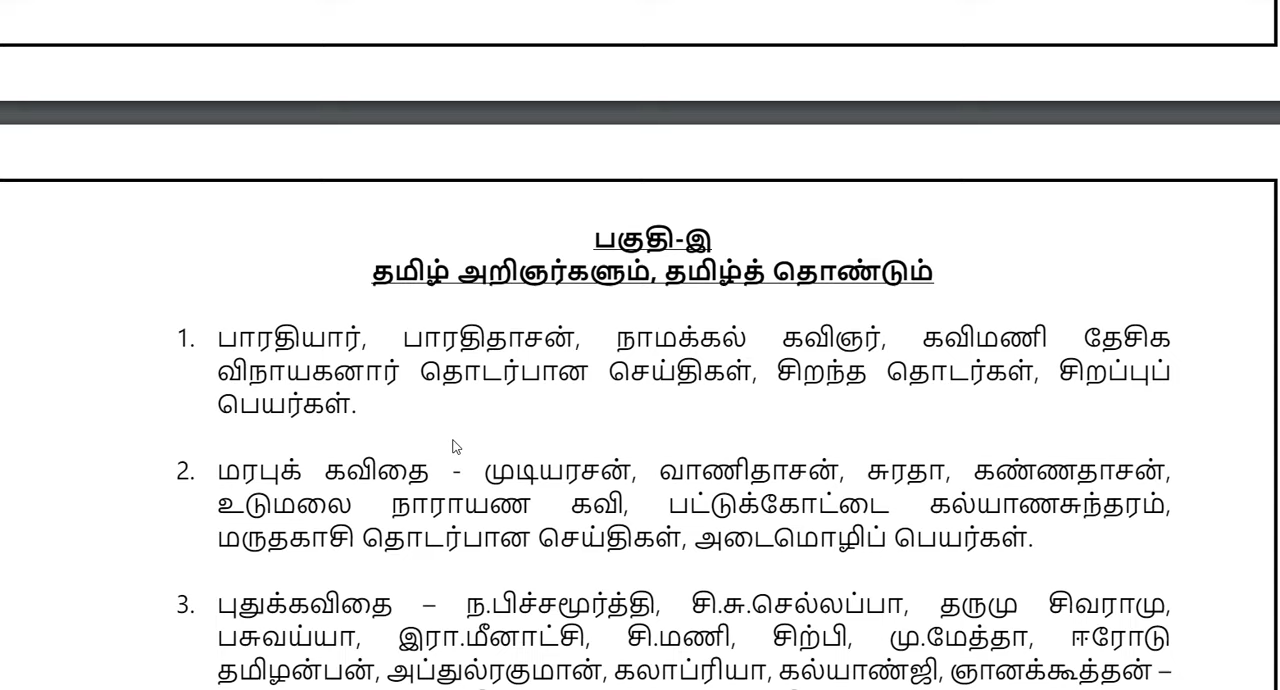 பகுதி-இ
தமிழ் அறிஞர்களும், தமிழ்த் தொண்டும்
1. பாரதியார், பாரதிதாசன், நாமக்கல் கவிஞர், கவிமணி தேசிக
விநாயகனார் தொடர்பான செய்திகள், சிறந்த தொடர்கள், சிறப்புப்
பெயர்கள்.
2. மரபுக் கவிதை - முடியரசன், வாணிதாசன், சுரதா, கண்ணதாசன்,
உடுமலை நாராயண கவி, பட்டுக்கோட்டை கல்யாணசுந்தரம்,
மருதகாசி தொடர்பான செய்திகள், அடைமொழிப் பெயர்கள்.
3. புதுக்கவிதை – ந.பிச்சமூர்த்தி, சி.சு.செல்லப்பா, தருமு சிவராமு,
பசுவய்யா, இரா.மீனாட்சி, சி.மணி, சிற்பி, மு.மேத்தா, ஈரோடு
தமிழன்பன், அப்துல்ரகுமான், கலாப்ரியா, கல்யாண்ஜி, ஞானக்கூத்தன் –